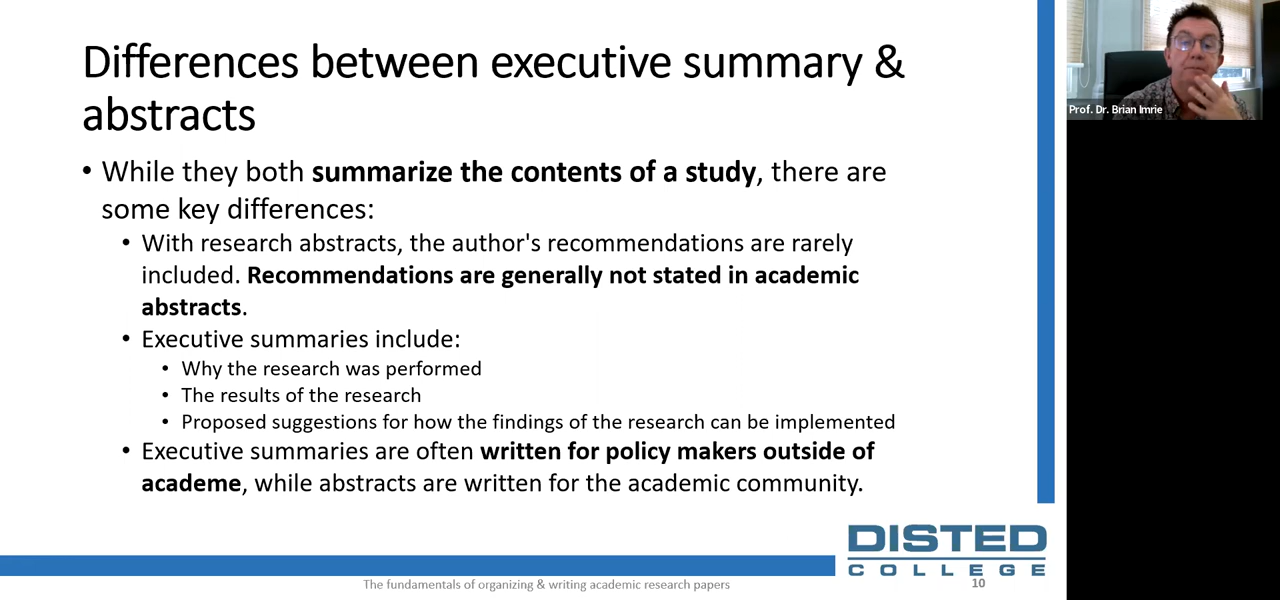 Differences between executive summary &
abstracts
• While they both summarize the contents of a study, there are
some key differences:
• With research abstracts, the author's recommendations are rarely
included. Recommendations are generally not stated in academic
abstracts.
• Executive summaries include:
• Why the research was performed
• The results of the research
• Proposed suggestions for how the findings of the research can be implemented
• Executive summaries are often written for policy makers outside of
academe, while abstracts are written for the academic community.
DISTED
COLLEGE
The fundamentals of organizing & writing academic research papers
10
Prof. Dr. Brian Imrie